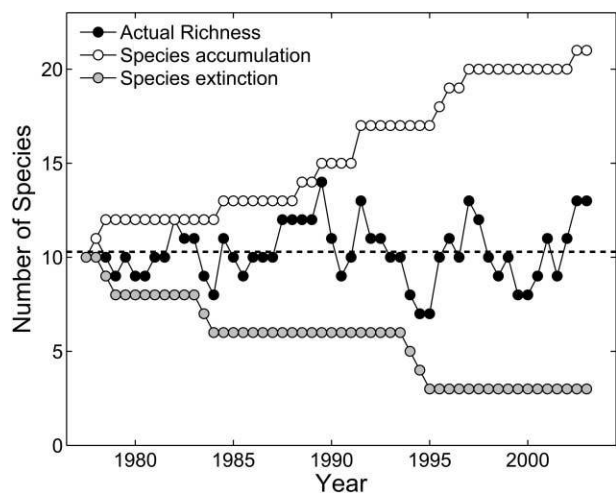 Actual Richness
Species accumulation
Species extinction
20
15
10
5
0
Number of Species
1980 1985 1990 1995 2000
Year